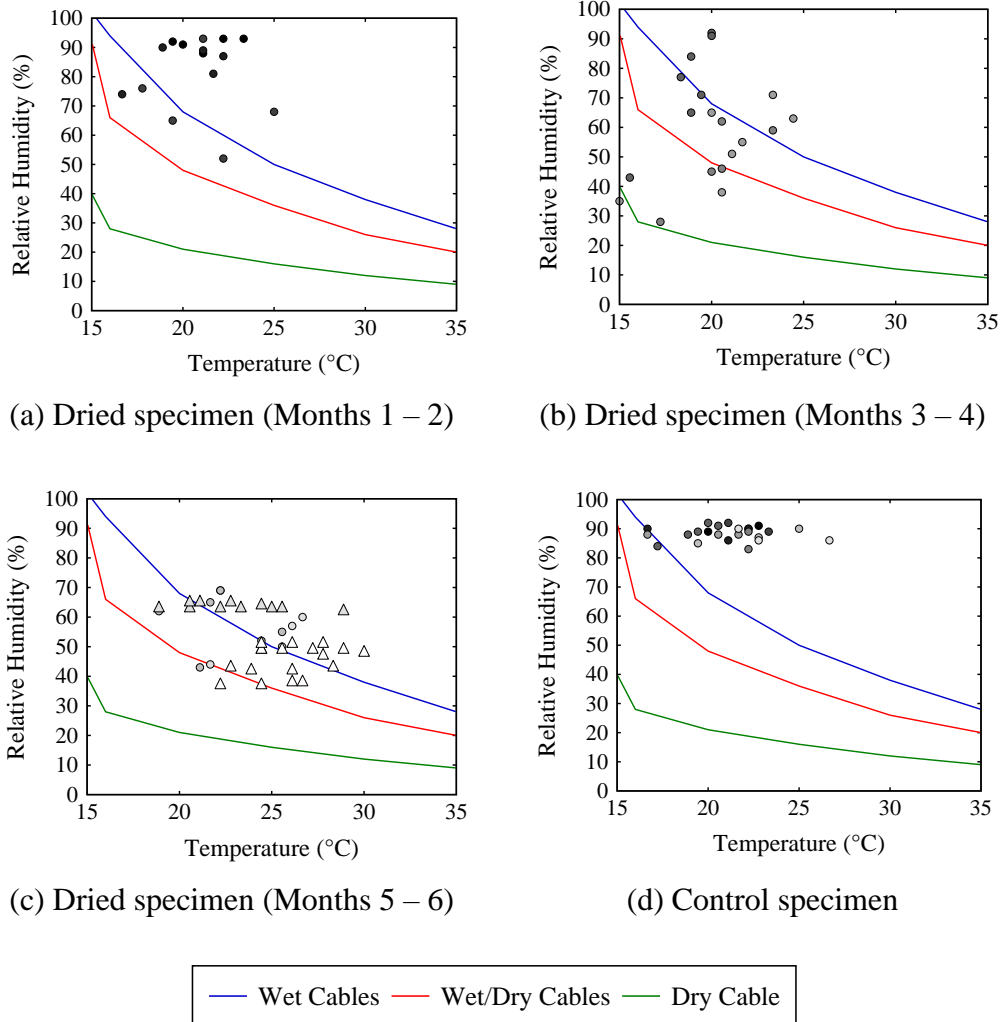 100
90
80
70
60
50
40
30
20
10
0
Relative Humidity (%)
15 20 25 30 35
Temperature (°C)
(a) Dried specimen (Months 1 – 2)
100
90
80
70
60
50
40
30
20
10
0
Relative Humidity (%)
15 20 25 30 35
Temperature (°C)
(b) Dried specimen (Months 3 – 4)
100
90
80
70
60
50
40
30
20
10
0
Relative Humidity (%)
15 20 25 30 35
Temperature (°C)
(c) Dried specimen (Months 5 – 6)
100
90
80
70
60
50
40
30
20
10
0
Relative Humidity (%)
15 20 25 30 35
Temperature (°C)
(d) Control specimen
Wet Cables Wet/Dry Cables Dry Cable